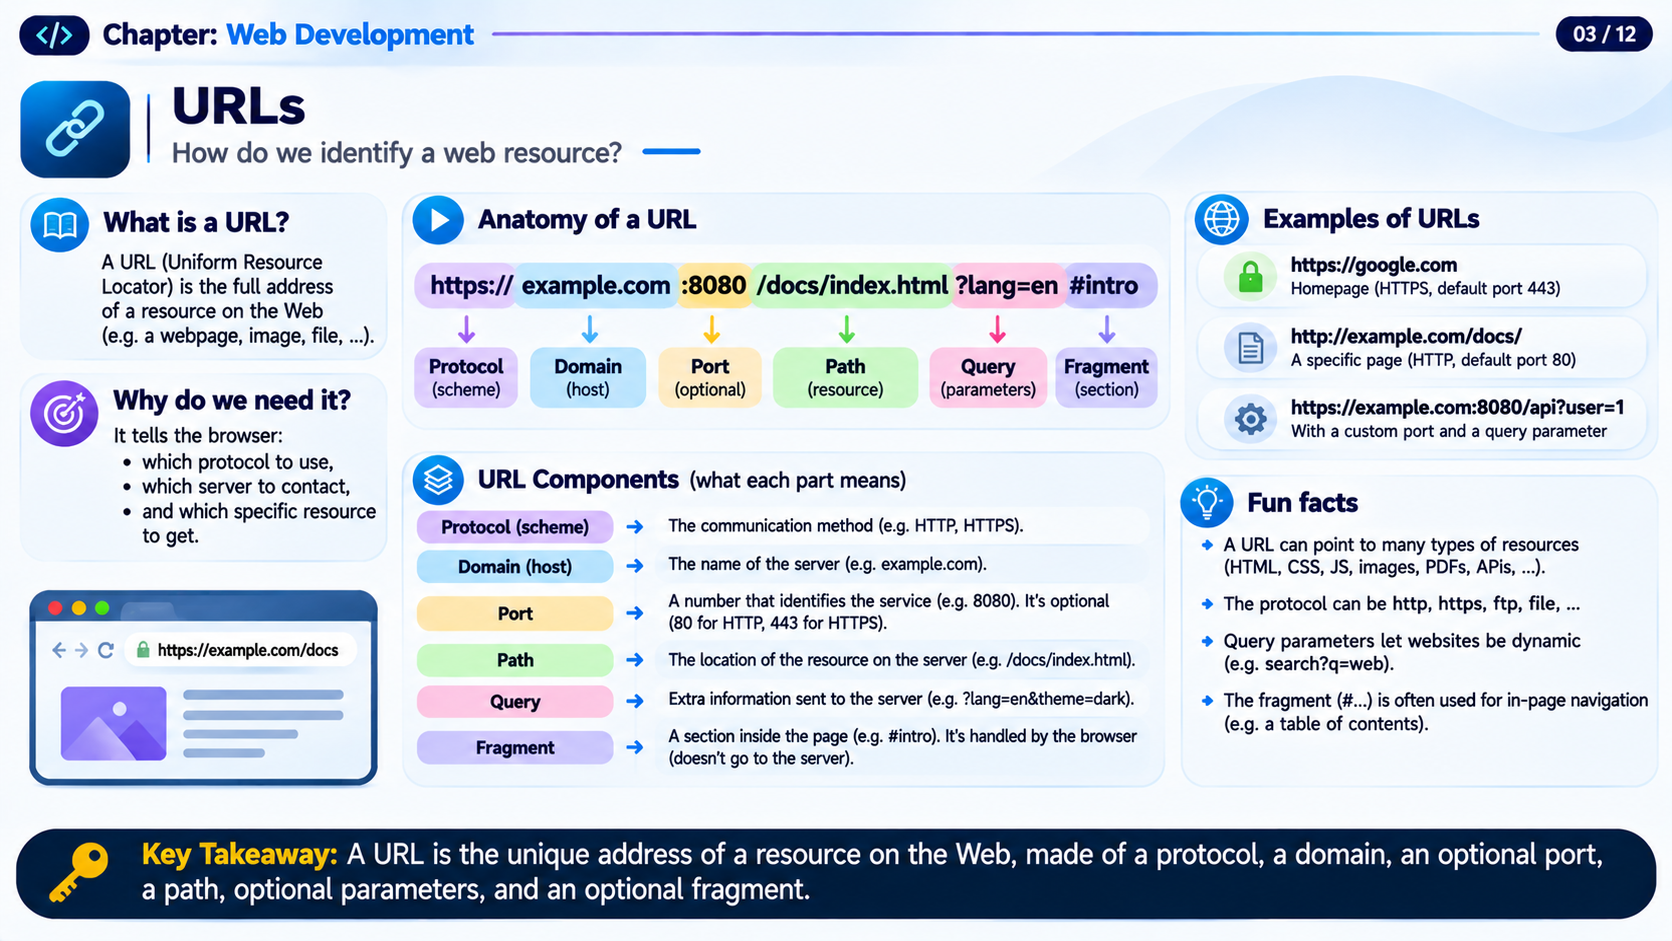 </> Chapter: Web Development
03 / 12
URLs
How do we identify a web resource?
What is a URL?
A URL (Uniform Resource
Locator) is the full address
of a resource on the Web
(e.g. a webpage, image, file, ...).
Why do we need it?
It tells the browser:
• which protocol to use,
• which server to contact,
• and which specific resource
to get.
https://example.com/docs
Anatomy of a URL
https:// example.com :8080 /docs/index.html ?lang=en #intro
Protocol
(scheme)
Domain
(host)
Port
(optional)
Path
(resource)
Query
(parameters)
Fragment
(section)
URL Components (what each part means)
Protocol (scheme) → The communication method (e.g. HTTP, HTTPS).
Domain (host) → The name of the server (e.g. example.com).
Port → A number that identifies the service (e.g. 8080). It's optional
(80 for HTTP, 443 for HTTPS).
Path → The location of the resource on the server (e.g. /docs/index.html).
Query → Extra information sent to the server (e.g. ?lang=en&theme=dark).
Fragment → A section inside the page (e.g. #intro). It's handled by the browser
(doesn't go to the server).
Examples of URLs
https://google.com
Homepage (HTTPS, default port 443)
http://example.com/docs/
A specific page (HTTP, default port 80)
https://example.com:8080/api?user=1
With a custom port and a query parameter
Fun facts
A URL can point to many types of resources
(HTML, CSS, JS, images, PDFs, APIs, ...).
The protocol can be http, https, ftp, file, ...
Query parameters let websites be dynamic
(e.g. search?q=web).
The fragment (#...) is often used for in-page navigation
(e.g. a table of contents).
Key Takeaway: A URL is the unique address of a resource on the Web, made of a protocol, a domain, an optional port,
a path, optional parameters, and an optional fragment.